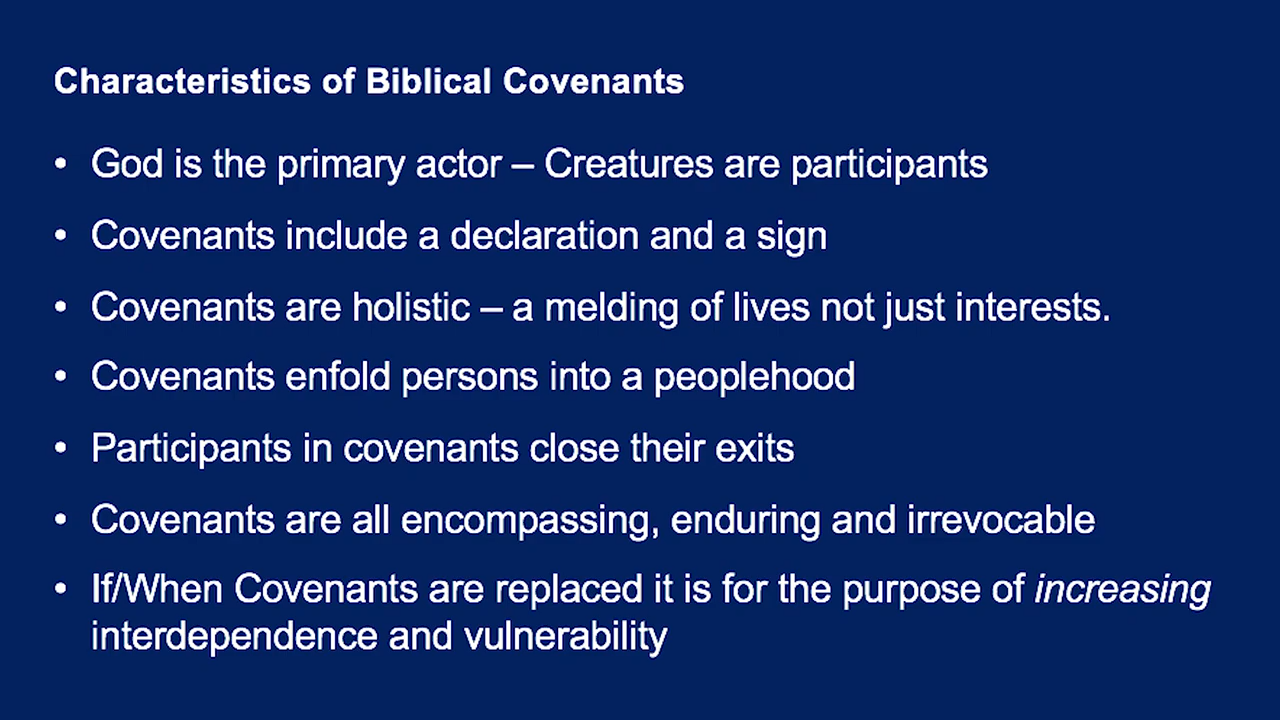 Characteristics of Biblical Covenants
• God is the primary actor – Creatures are participants
• Covenants include a declaration and a sign
• Covenants are holistic – a melding of lives not just interests.
• Covenants enfold persons into a peoplehood
• Participants in covenants close their exits
• Covenants are all encompassing, enduring and irrevocable
• If/When Covenants are replaced it is for the purpose of increasing
interdependence and vulnerability